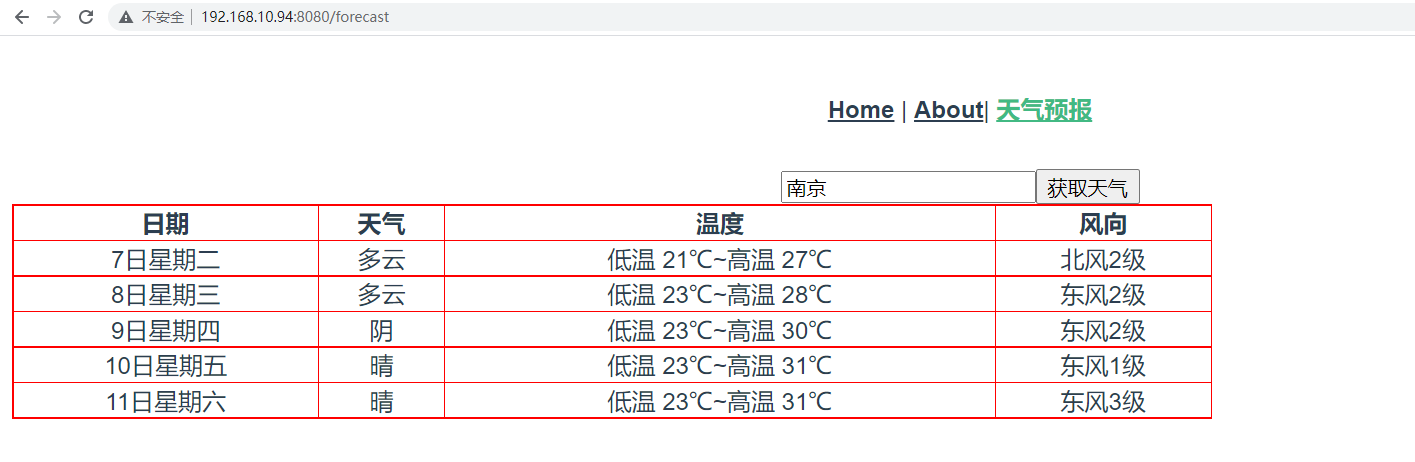 不安全 192.168.10.94:8080/forecast
Home | About| 天气预报
南京 获取天气
日期 天气 温度 风向
7日星期二 多云 低温 21℃~高温 27℃ 北风2级
8日星期三 多云 低温 23℃~高温 28℃ 东风2级
9日星期四 阴 低温 23℃~高温 30℃ 东风2级
10日星期五 晴 低温 23℃~高温 31℃ 东风1级
11日星期六 晴 低温 23℃~高温 31℃ 东风3级